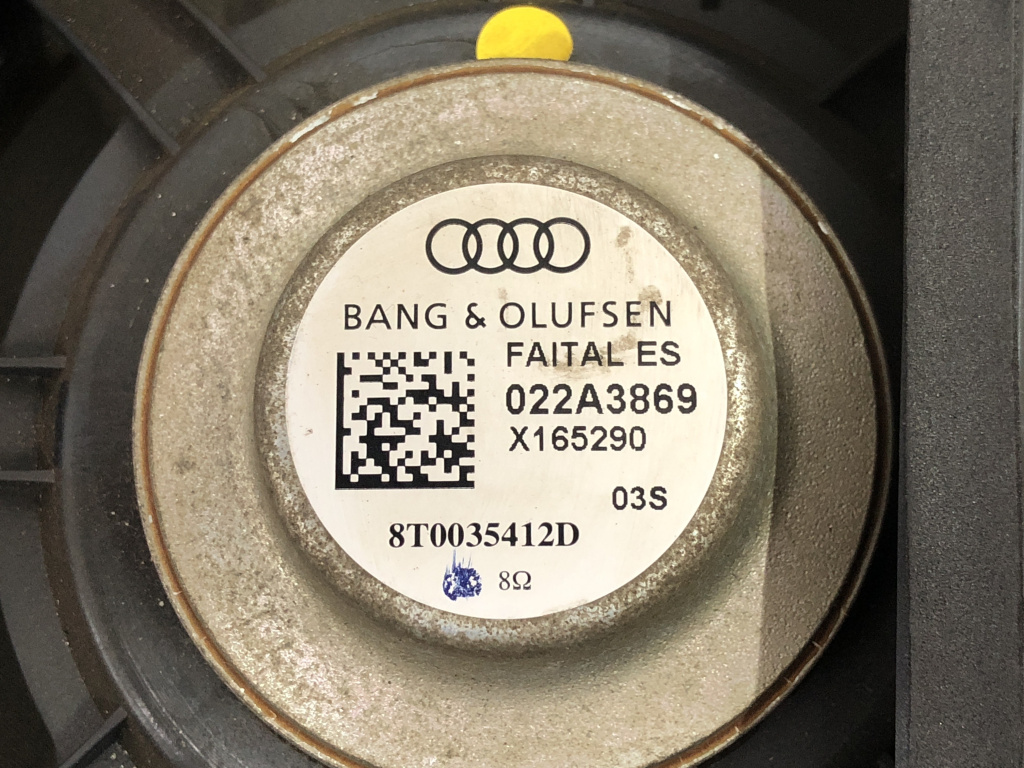 BANG & OLUFSEN
FAITAL ES
022A3869
X165290
03S
8T0035412D
8Ω